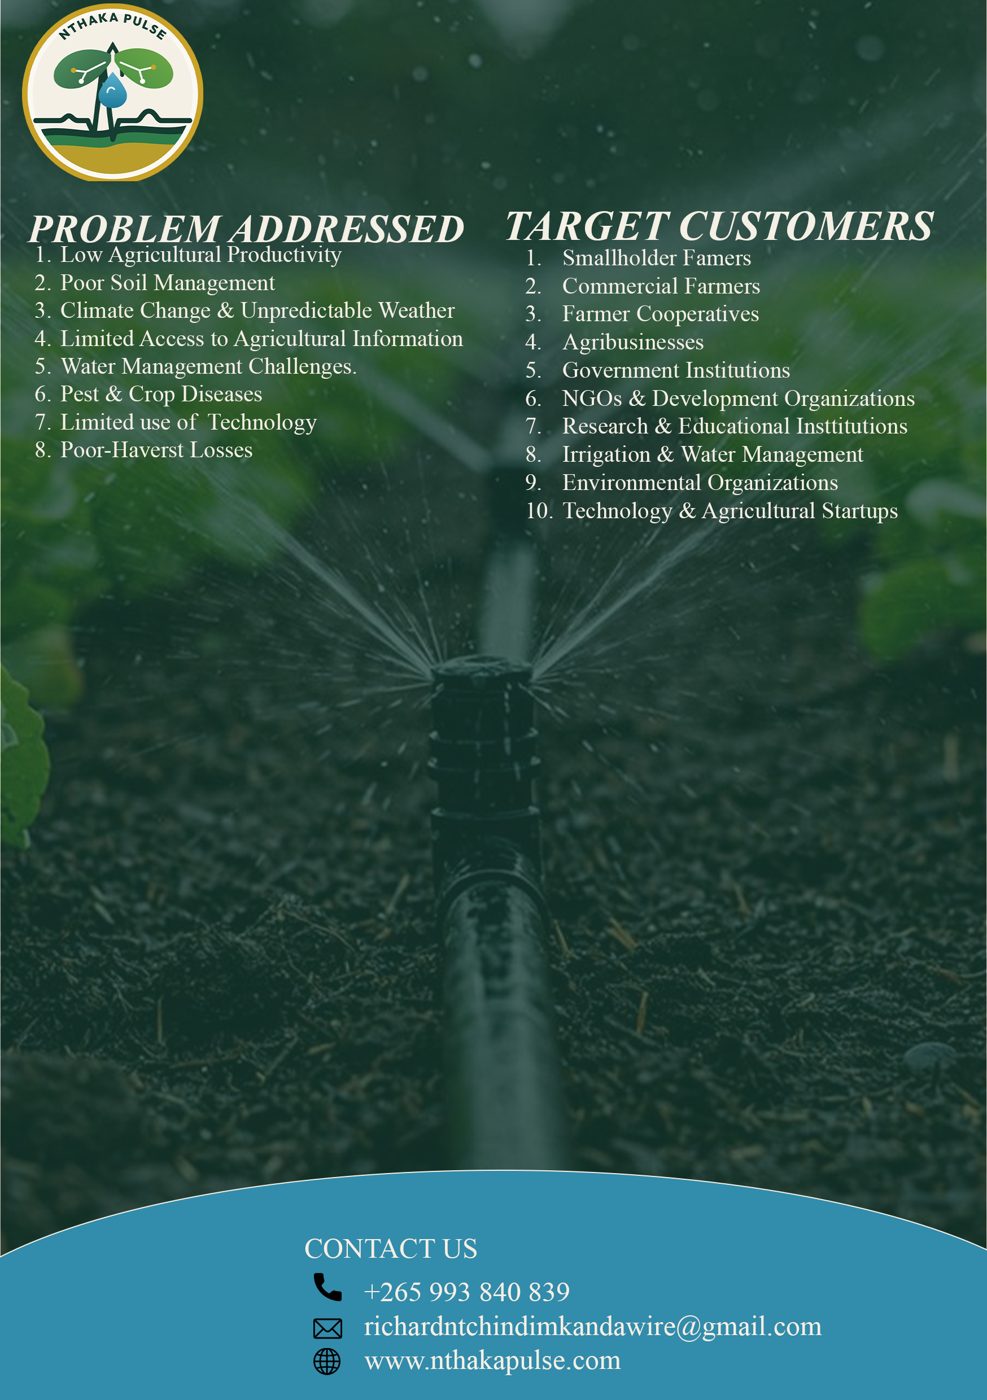 NTHAKA PULSE
PROBLEM ADDRESSED
1. Low Agricultural Productivity
2. Poor Soil Management
3. Climate Change & Unpredictable Weather
4. Limited Access to Agricultural Information
5. Water Management Challenges.
6. Pest & Crop Diseases
7. Limited use of  Technology
8. Poor-Haverst Losses
TARGET CUSTOMERS
1. Smallholder Famers
2. Commercial Farmers
3. Farmer Cooperatives
4. Agribusinesses
5. Government Institutions
6. NGOs & Development Organizations
7. Research & Educational Insttitutions
8. Irrigation & Water Management
9. Environmental Organizations
10. Technology & Agricultural Startups
CONTACT US
+265 993 840 839
richardntchindimkandawire@gmail.com
www.nthakapulse.com